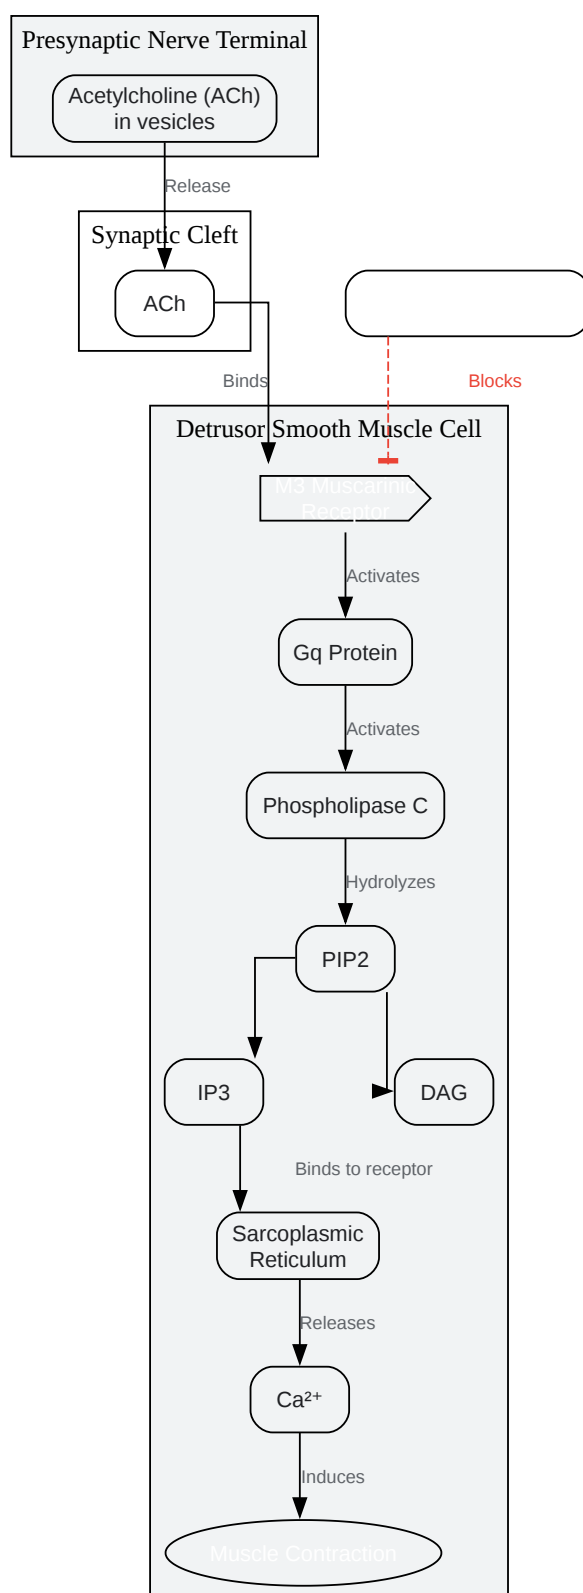 Presynaptic Nerve Terminal
Acetylcholine (ACh)
in vesicles
Release
Synaptic Cleft
ACh
Binds
Blocks
Detrusor Smooth Muscle Cell
M3 Muscarinic
Receptor
Activates
Gq Protein
Activates
Phospholipase C
Hydrolyzes
PIP2
IP3
DAG
Binds to receptor
Sarcoplasmic
Reticulum
Releases
Ca²⁺
Induces
Muscle Contraction